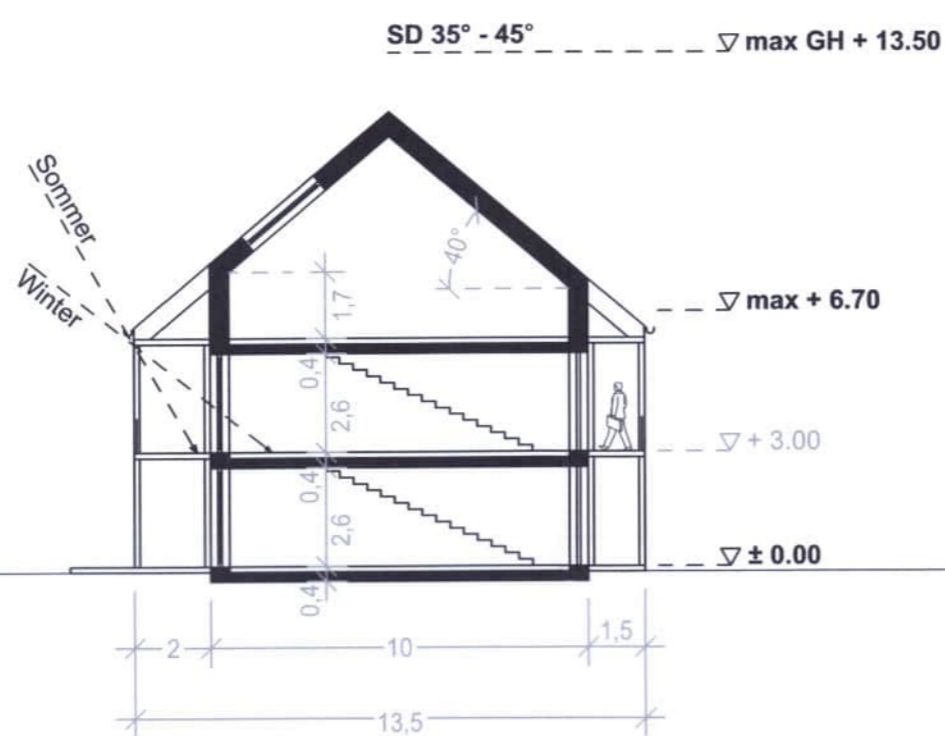 SD 35° - 45°
▽ max GH + 13.50
Sommer
Winter
40°
1,7
▽ max + 6.70
0,4
2,6
▽ + 3.00
0,4
2,6
▽ ± 0.00
0,4
2
10
1,5
13,5